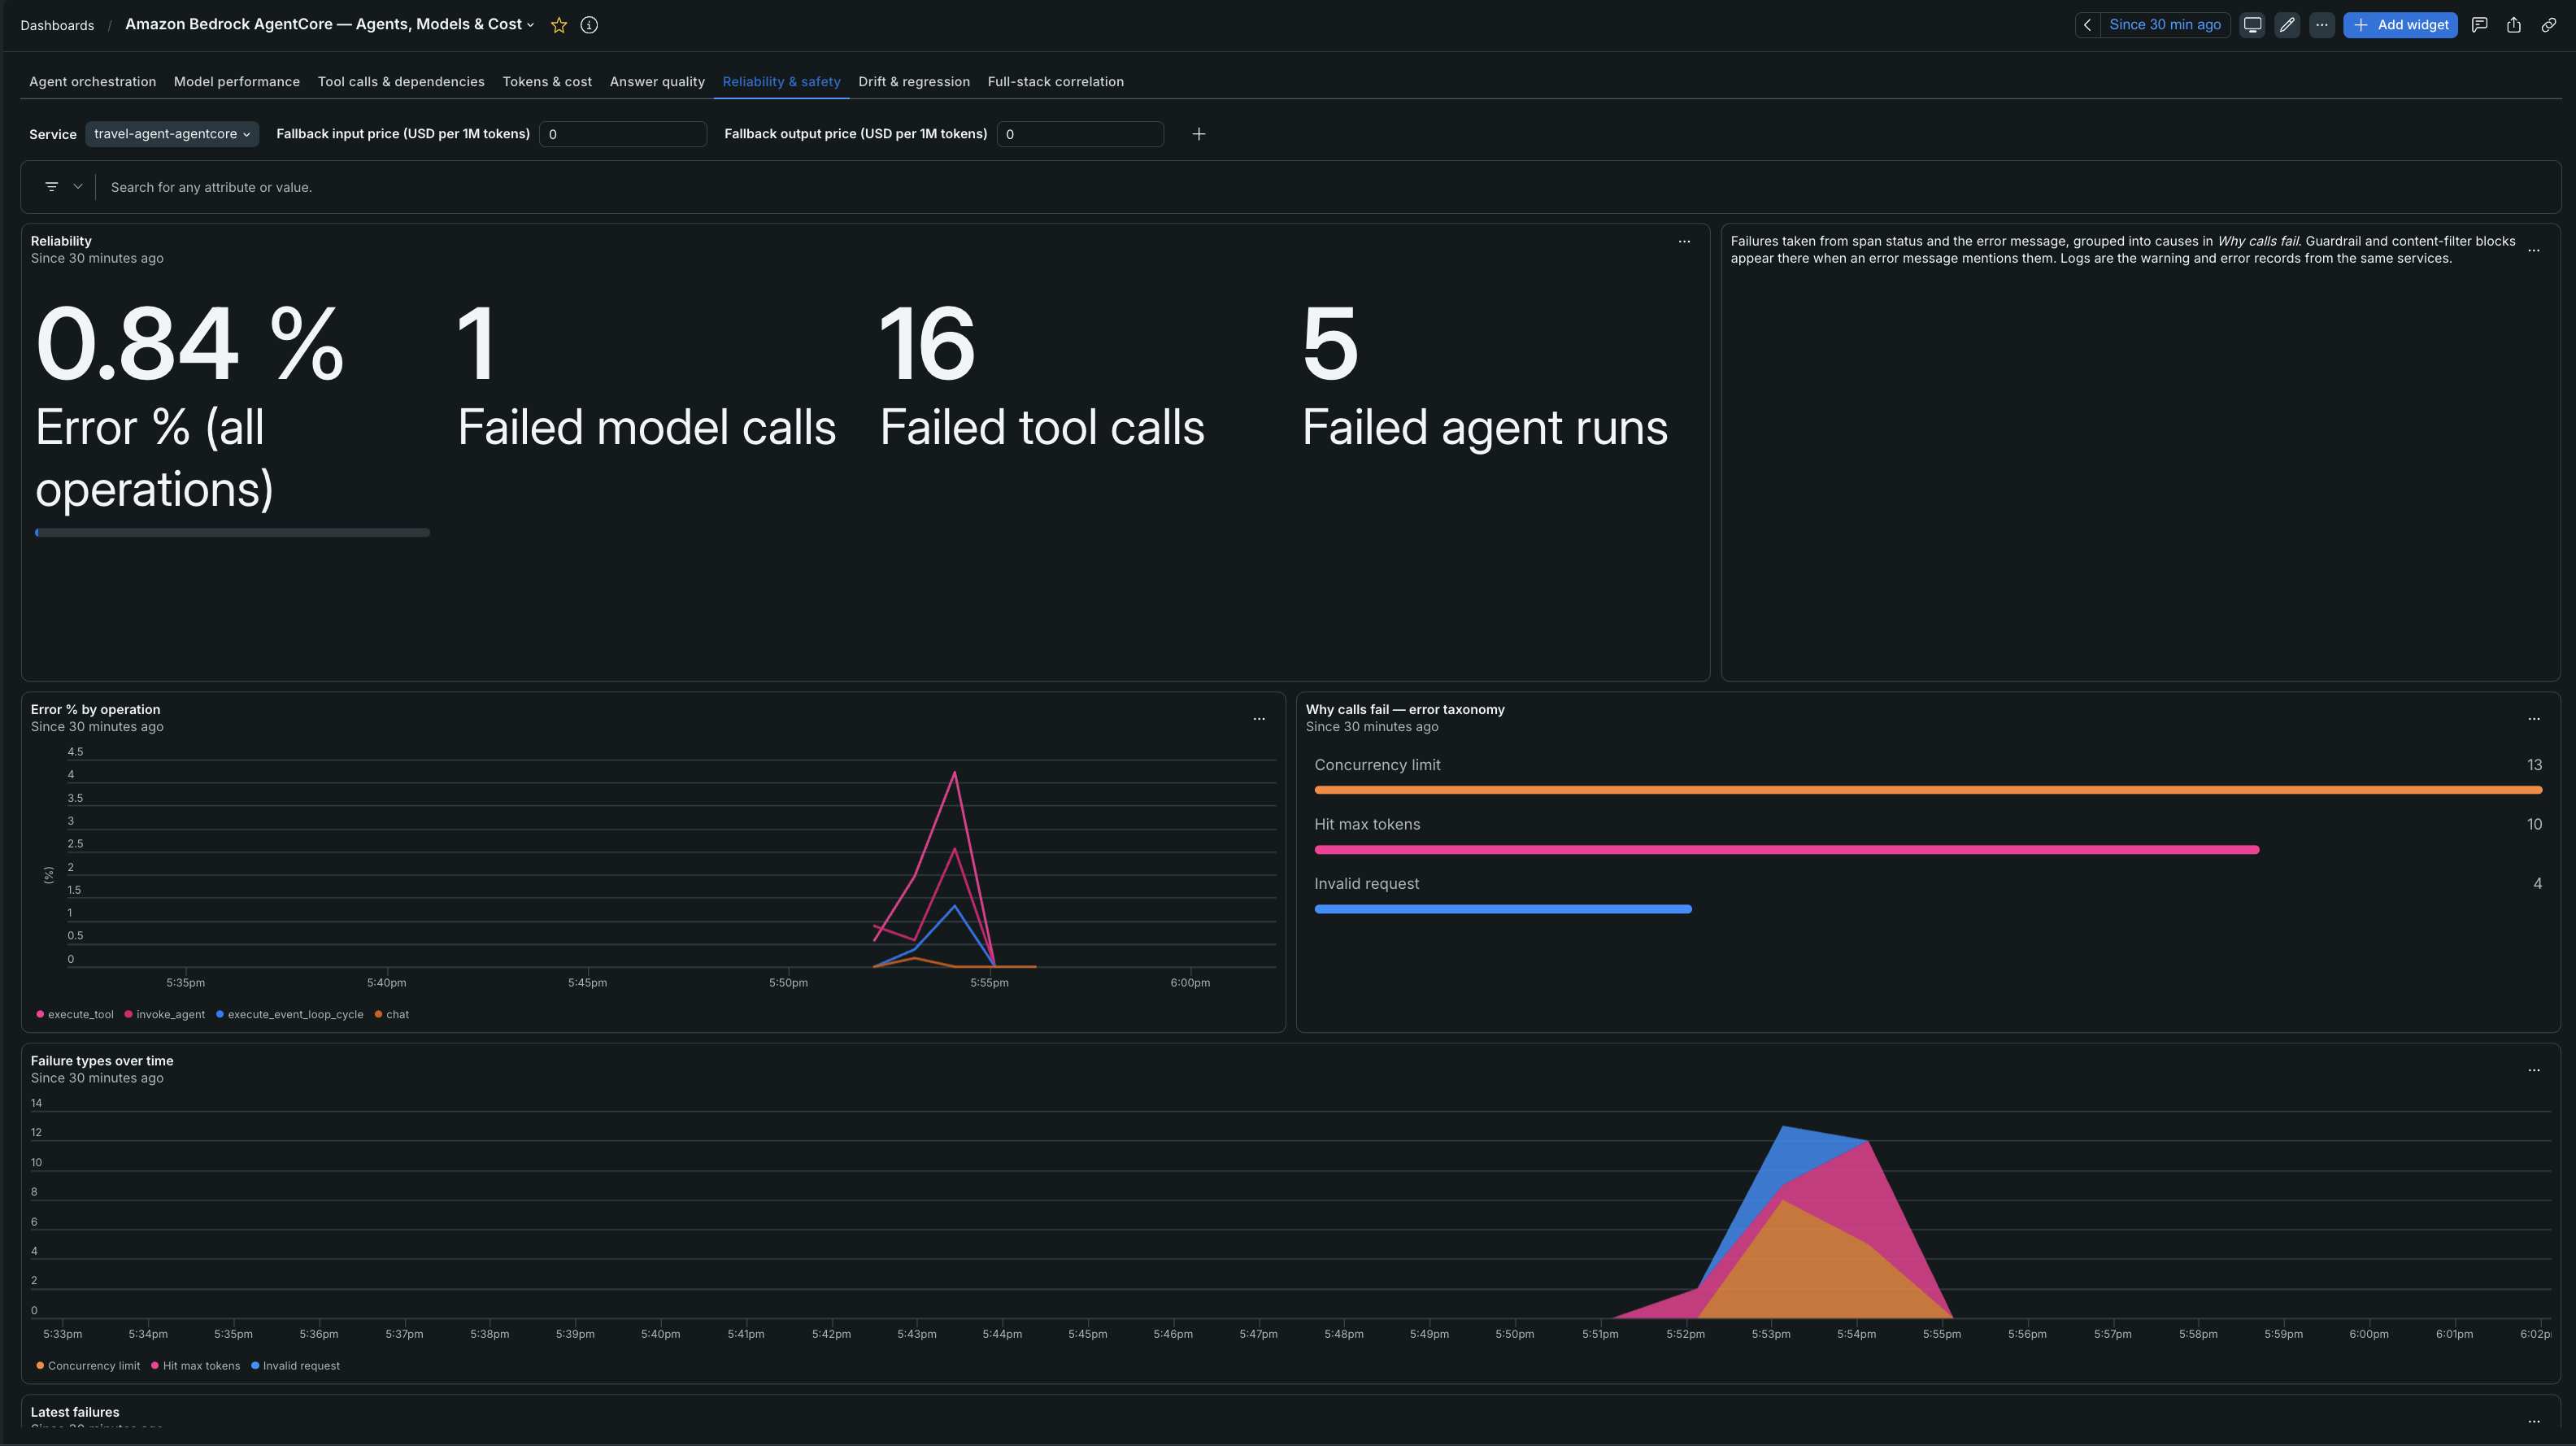 Dashboards / Amazon Bedrock AgentCore — Agents, Models & Cost
Since 30 min ago
Add widget
Agent orchestration Model performance Tool calls & dependencies Tokens & cost Answer quality Reliability & safety Drift & regression Full-stack correlation
Service travel-agent-agentcore Fallback input price (USD per 1M tokens) 0 Fallback output price (USD per 1M tokens) 0
Search for any attribute or value.
Reliability
Since 30 minutes ago
0.84 %
Error % (all
operations)
1
Failed model calls
16
Failed tool calls
5
Failed agent runs
Failures taken from span status and the error message, grouped into causes in Why calls fail. Guardrail and content-filter blocks
appear there when an error message mentions them. Logs are the warning and error records from the same services.
Error % by operation
Since 30 minutes ago
4.5
4
3.5
3
2.5
2
1.5
1
0.5
0
(%)
5:35pm 5:40pm 5:45pm 5:50pm 5:55pm 6:00pm
execute_tool invoke_agent execute_event_loop_cycle chat
Why calls fail — error taxonomy
Since 30 minutes ago
Concurrency limit 13
Hit max tokens 10
Invalid request 4
Failure types over time
Since 30 minutes ago
14
12
10
8
6
4
2
0
5:33pm 5:34pm 5:35pm 5:36pm 5:37pm 5:38pm 5:39pm 5:40pm 5:41pm 5:42pm 5:43pm 5:44pm 5:45pm 5:46pm 5:47pm 5:48pm 5:49pm 5:50pm 5:51pm 5:52pm 5:53pm 5:54pm 5:55pm 5:56pm 5:57pm 5:58pm 5:59pm 6:00pm 6:01pm 6:02p
Concurrency limit Hit max tokens Invalid request
Latest failures